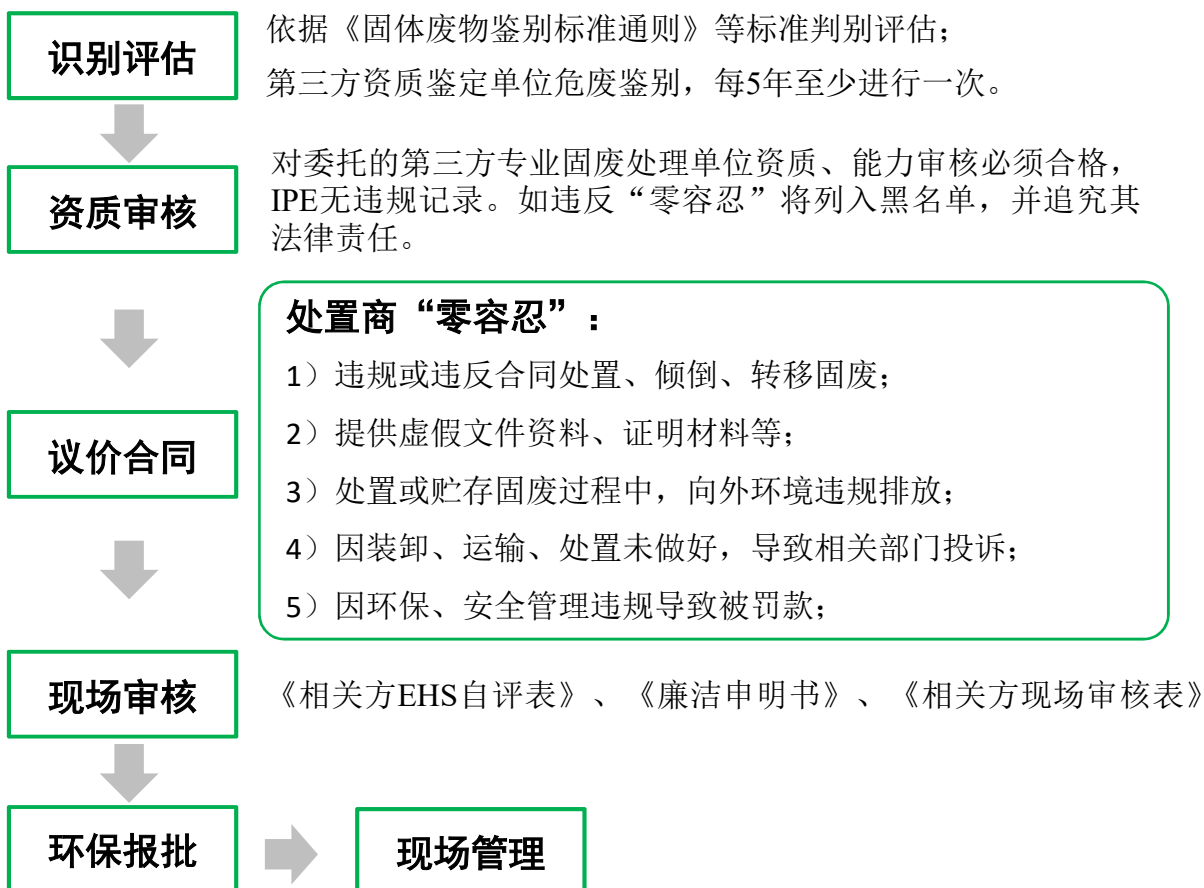 识别评估
依据《固体废物鉴别标准通则》等标准判别评估；
第三方资质鉴定单位危废鉴别，每5年至少进行一次。
资质审核
对委托的第三方专业固废处理单位资质、能力审核必须合格，
IPE无违规记录。如违反“零容忍”将列入黑名单，并追究其
法律责任。
议价合同
处置商“零容忍”：
1）违规或违反合同处置、倾倒、转移固废；
2）提供虚假文件资料、证明材料等；
3）处置或贮存固废过程中，向外环境违规排放；
4）因装卸、运输、处置未做好，导致相关部门投诉；
5）因环保、安全管理违规导致被罚款；
现场审核
《相关方EHS自评表》、《廉洁申明书》、《相关方现场审核表》
环保报批
现场管理